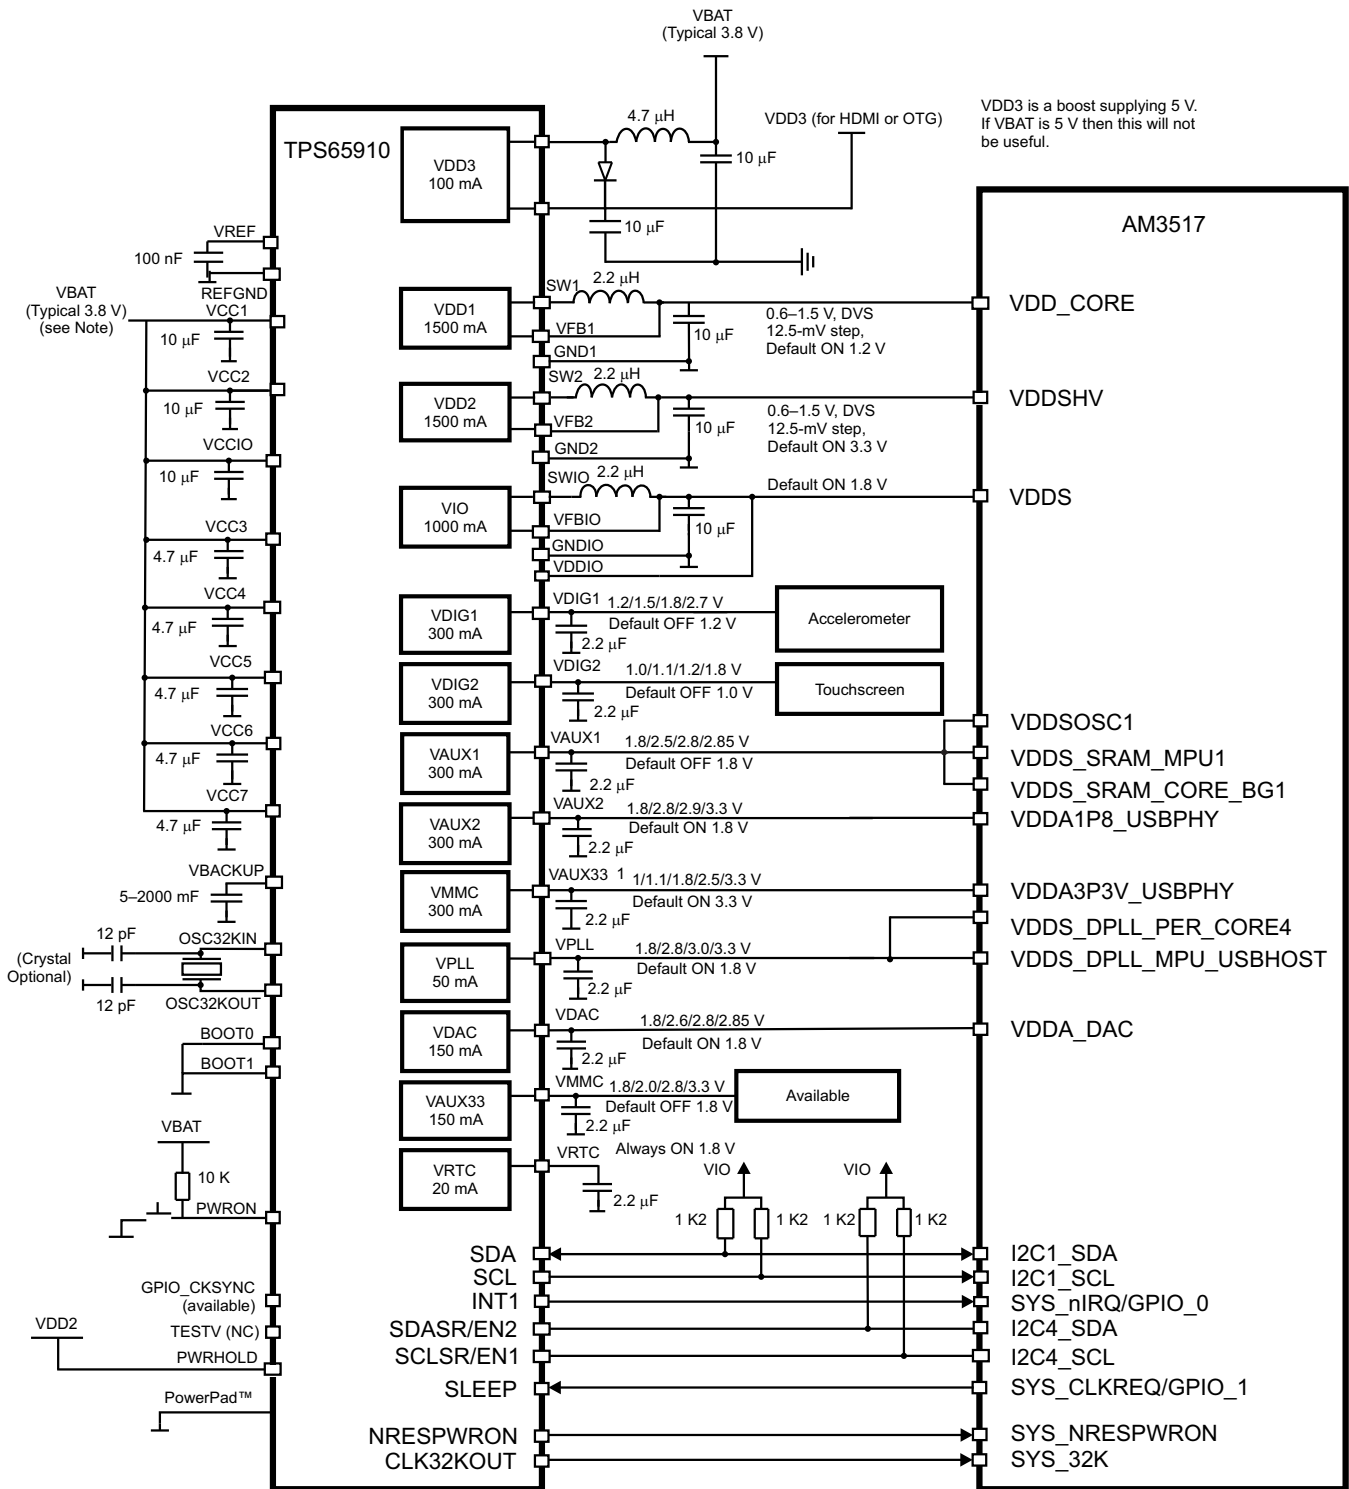 VBAT
(Typical 3.8 V)
4.7 μH
VDD3 (for HDMI or OTG)
10 μF
10 μF
VDD3 is a boost supplying 5 V.
If VBAT is 5 V then this will not
be useful.
TPS65910
VDD3
100 mA
AM3517
VREF
100 nF
REFGND
VBAT
(Typical 3.8 V)
(see Note)
VCC1
10 μF
VCC2
10 μF
VCCIO
10 μF
VCC3
4.7 μF
VCC4
4.7 μF
VCC5
4.7 μF
VCC6
4.7 μF
VCC7
4.7 μF
VBACKUP
5–2000 mF
12 pF
OSC32KIN
(Crystal
Optional)
12 pF
OSC32KOUT
BOOT0
BOOT1
VBAT
10 K
PWRON
GPIO_CKSYNC
(available)
VDD2
TESTV (NC)
PWRHOLD
PowerPad™
VDD1
1500 mA
SW1
2.2 μH
VFB1
GND1
10 μF
0.6–1.5 V, DVS
12.5-mV step,
Default ON 1.2 V
VDD_CORE
VDD2
1500 mA
SW2
2.2 μH
VFB2
GND2
10 μF
0.6–1.5 V, DVS
12.5-mV step,
Default ON 3.3 V
VDDSHV
VIO
1000 mA
SWIO
2.2 μH
VFBIO
GNDIO
VDDIO
10 μF
Default ON 1.8 V
VDDS
VDIG1
300 mA
VDIG1
1.2/1.5/1.8/2.7 V
Default OFF 1.2 V
2.2 μF
Accelerometer
VDIG2
300 mA
VDIG2
1.0/1.1/1.2/1.8 V
Default OFF 1.0 V
2.2 μF
Touchscreen
VAUX1
300 mA
VAUX1
1.8/2.5/2.8/2.85 V
Default OFF 1.8 V
2.2 μF
VDDSOSC1
VDDS_SRAM_MPU1
VDDS_SRAM_CORE_BG1
VAUX2
300 mA
VAUX2
1.8/2.8/2.9/3.3 V
Default ON 1.8 V
2.2 μF
VDDA1P8_USBPHY
VMMC
300 mA
VAUX33
1
1/1.1/1.8/2.5/3.3 V
Default ON 3.3 V
2.2 μF
VDDA3P3V_USBPHY
VPLL
50 mA
VPLL
1.8/2.8/3.0/3.3 V
Default ON 1.8 V
2.2 μF
VDDS_DPLL_PER_CORE4
VDDS_DPLL_MPU_USBHOST
VDAC
150 mA
VDAC
1.8/2.6/2.8/2.85 V
Default ON 1.8 V
2.2 μF
VDDA_DAC
VAUX33
150 mA
VMMC
1.8/2.0/2.8/3.3 V
Default OFF 1.8 V
2.2 μF
Available
VRTC
20 mA
VRTC
Always ON 1.8 V
2.2 μF
VIO
VIO
1 K2
1 K2
1 K2
1 K2
SDA
I2C1_SDA
SCL
I2C1_SCL
INT1
SYS_nIRQ/GPIO_0
SDASR/EN2
I2C4_SDA
SCLSR/EN1
I2C4_SCL
SLEEP
SYS_CLKREQ/GPIO_1
NRESPWRON
SYS_NRESPWRON
CLK32KOUT
SYS_32K